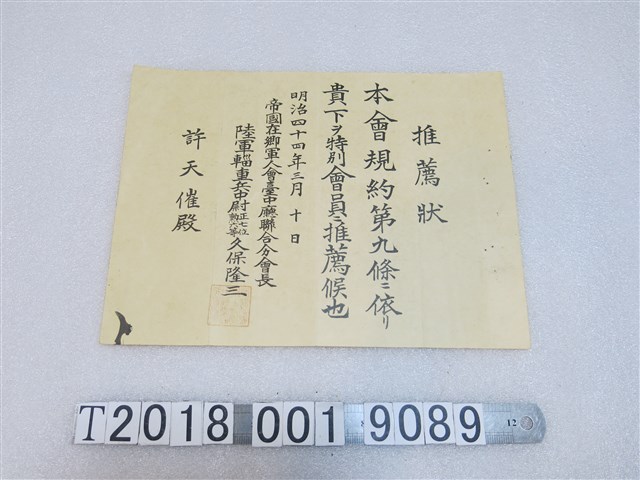 推薦狀
本會規約第九條ニ依リ
貴下ヲ特別會員ニ推薦候也
明治四十四年三月十日
帝國在鄉軍人會臺中廳聯合分會長
陸軍輜重兵中尉正七位勳六等久保隆三
許天催殿
T2018 001 9089
12